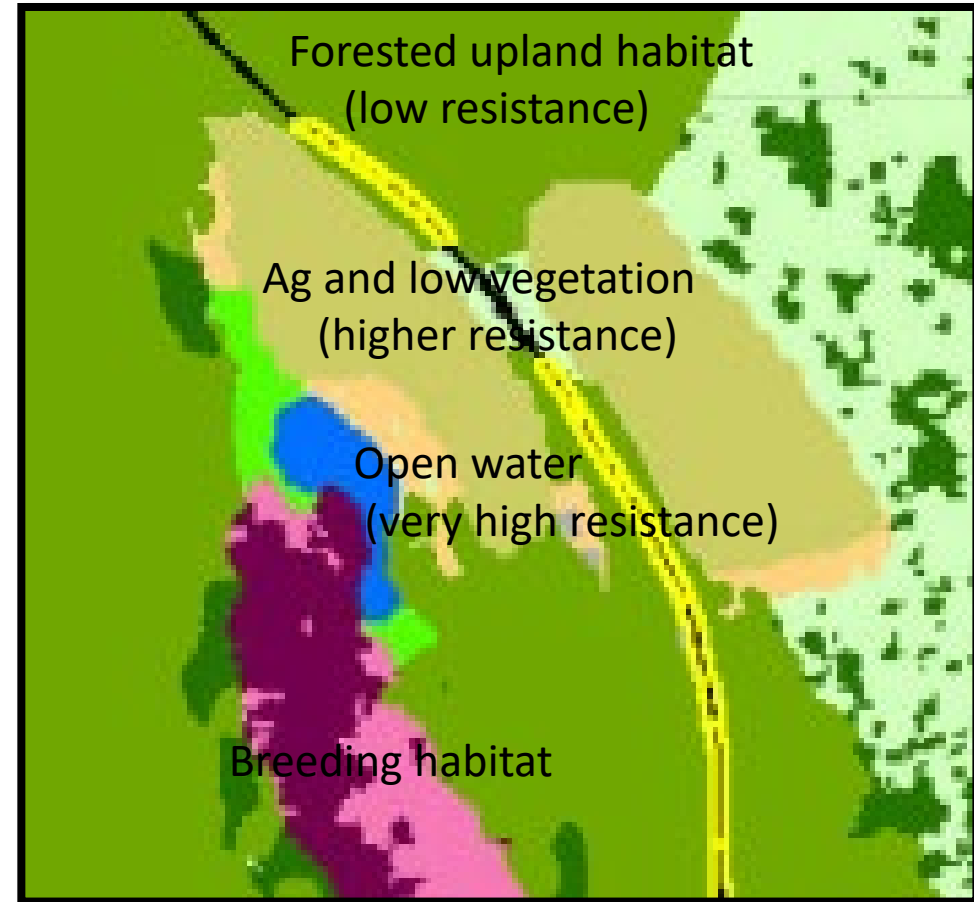 Forested upland habitat
(low resistance)
Ag and low vegetation
(higher resistance)
Open water
(very high resistance)
Breeding habitat